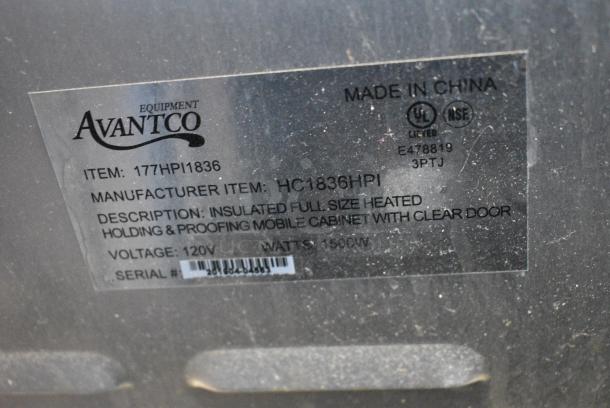 EQUIPMENT
AVANTCO
MADE IN CHINA
UL
LISTED
NSF
E478819
3PTJ
ITEM: 177HPI1836
MANUFACTURER ITEM: HC1836HPI
DESCRIPTION: INSULATED FULL SIZE HEATED
HOLDING & PROOFING MOBILE CABINET WITH CLEAR DOOR
VOLTAGE: 120V WATTS: 1500W
SERIAL #: